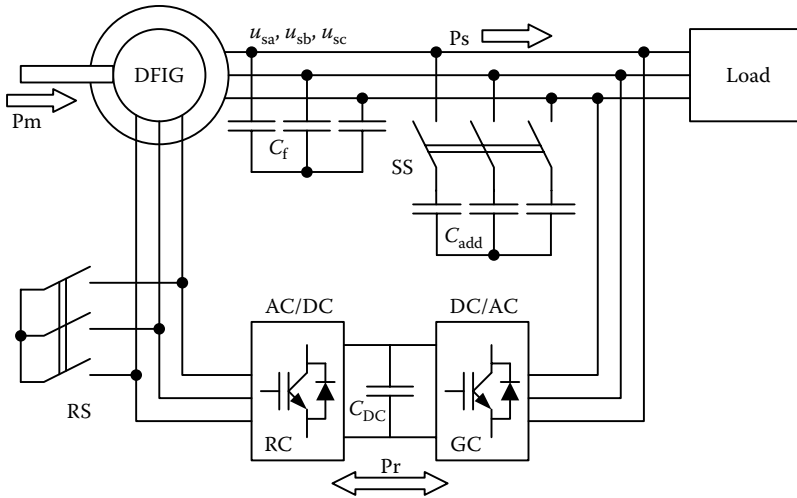 u_sa, u_sb, u_sc
Ps
DFIG
Load
Pm
C_f
SS
C_add
AC/DC
DC/AC
RS
C_DC
RC
GC
Pr